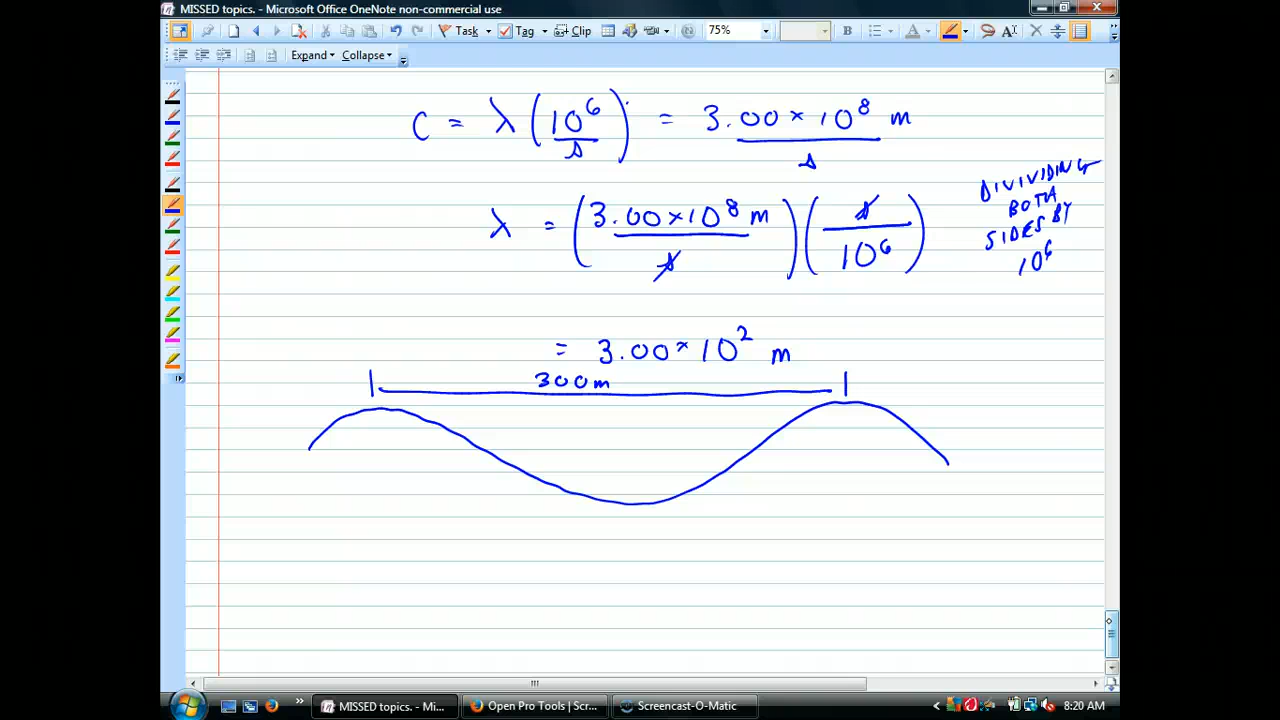 MISSED topics. - Microsoft Office OneNote non-commercial use
Task Tag Clip 75% B A A
Expand Collapse
C = λ (10⁶/s) = 3.00 × 10⁸ m/s
λ = (3.00 × 10⁸ m/s) (s/10⁶)
DIVIDING
BOTH
SIDES BY
10⁶
= 3.00 × 10² m
300m
MISSED topics. - Mi...
Open Pro Tools | Scr...
Screencast-O-Matic
8:20 AM